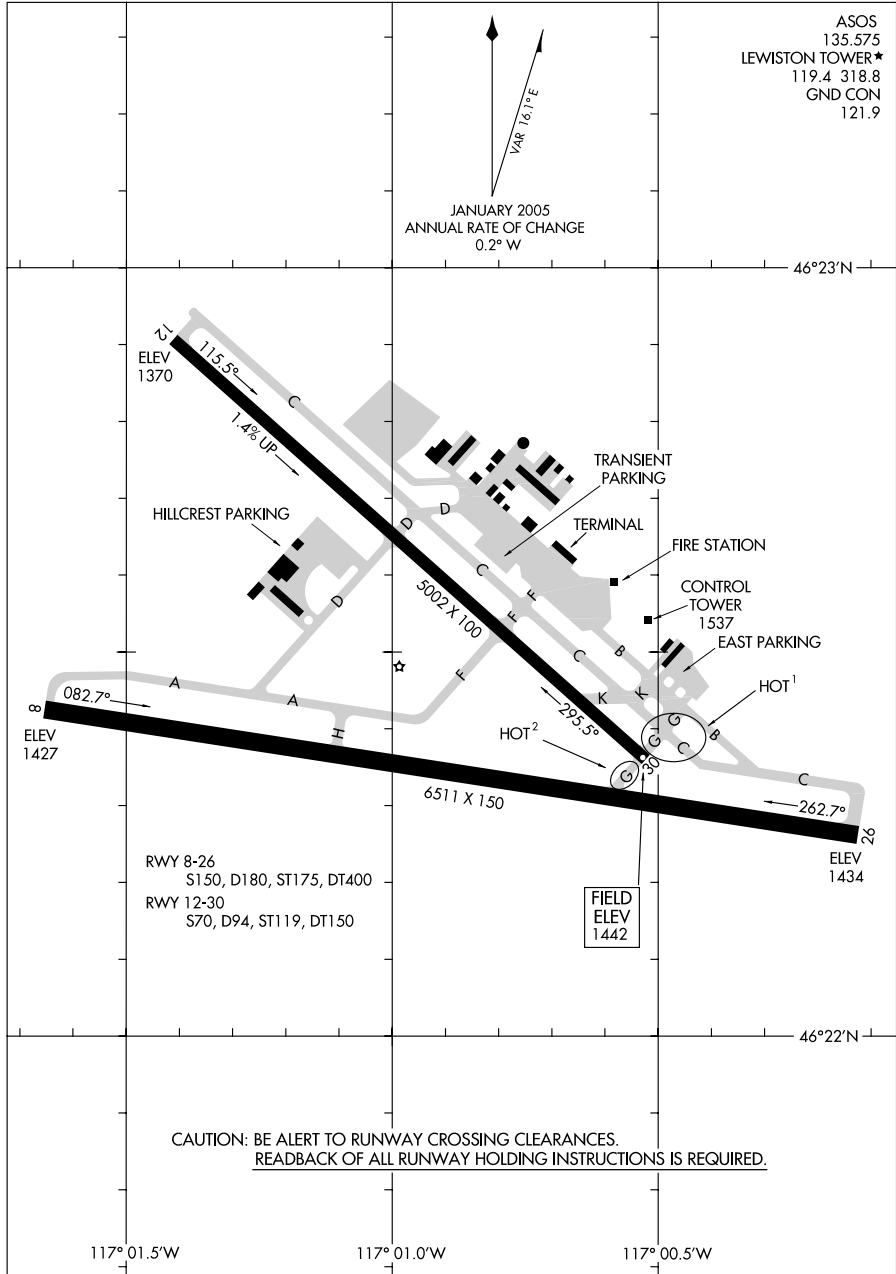 ASOS
135.575
LEWISTON TOWER★
119.4 318.8
GND CON
121.9
VAR 16.1° E
JANUARY 2005
ANNUAL RATE OF CHANGE
0.2° W
46°23'N
12
ELEV
1370
115.5°
1.4% UP
C
HILLCREST PARKING
D
D
D
TRANSIENT
PARKING
TERMINAL
FIRE STATION
CONTROL
TOWER
1537
EAST PARKING
5002 X 100
C
F
F
F
C
B
K
K
HOT¹
G
G
C
B
C
A
A
H
8
082.7°
ELEV
1427
295.5°
30
HOT²
G
6511 X 150
262.7°
26
ELEV
1434
RWY 8-26
S150, D180, ST175, DT400
RWY 12-30
S70, D94, ST119, DT150
FIELD
ELEV
1442
46°22'N
CAUTION: BE ALERT TO RUNWAY CROSSING CLEARANCES.
READBACK OF ALL RUNWAY HOLDING INSTRUCTIONS IS REQUIRED.
117° 01.5'W
117° 01.0'W
117° 00.5'W